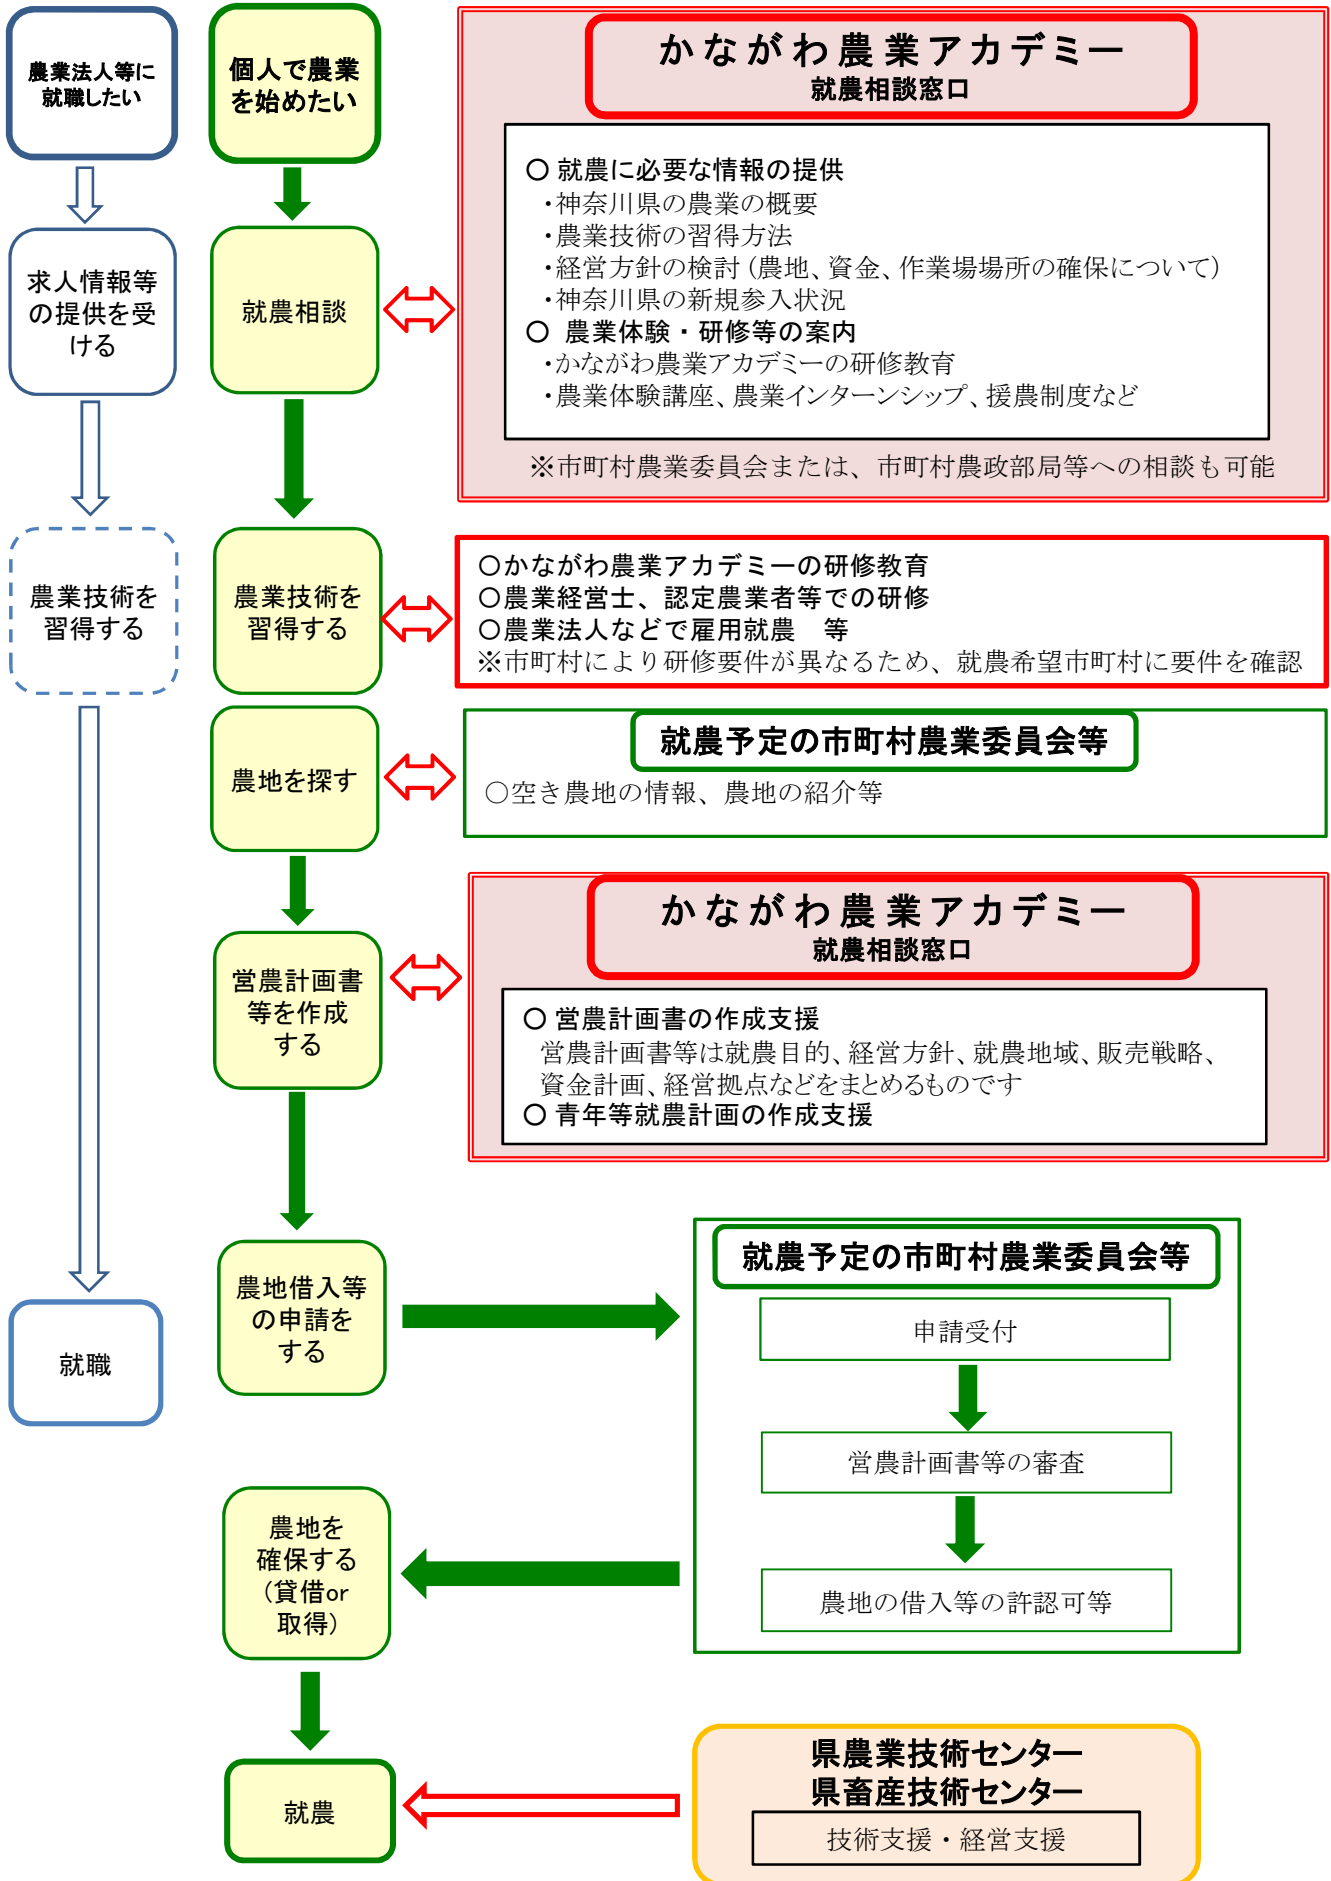 農業法人等に
就職したい
個人で農業
を始めたい
かながわ農業アカデミー
就農相談窓口
○ 就農に必要な情報の提供
・神奈川県の農業の概要
・農業技術の習得方法
・経営方針の検討（農地、資金、作業場場所の確保について）
・神奈川県の新規参入状況
○ 農業体験・研修等の案内
・かながわ農業アカデミーの研修教育
・農業体験講座、農業インターンシップ、援農制度など
※市町村農業委員会または、市町村農政部局等への相談も可能
求人情報等
の提供を受
ける
就農相談
農業技術を
習得する
農業技術を
習得する
○かながわ農業アカデミーの研修教育
○農業経営士、認定農業者等での研修
○農業法人などで雇用就農　等
※市町村により研修要件が異なるため、就農希望市町村に要件を確認
農地を探す
就農予定の市町村農業委員会等
○空き農地の情報、農地の紹介等
営農計画書
等を作成
する
かながわ農業アカデミー
就農相談窓口
○ 営農計画書の作成支援
営農計画書等は就農目的、経営方針、就農地域、販売戦略、
資金計画、経営拠点などをまとめるものです
○ 青年等就農計画の作成支援
農地借入等
の申請を
する
就農予定の市町村農業委員会等
申請受付
営農計画書等の審査
農地の借入等の許認可等
就職
農地を
確保する
（貸借or
取得）
就農
県農業技術センター
県畜産技術センター
技術支援・経営支援